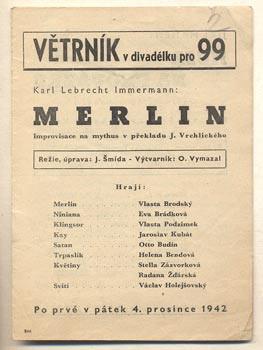 VĚTRNÍK v divadélku pro 99
Karl Lebrecht Immermann:
MERLIN
Improvisace na mythus v překladu J. Vrchlického
Režie, úprava: J. Šmída - Výtvarník: O. Vymazal
Hrají:
Merlin . . . . . . Vlasta Brodský
Niniana . . . . . . Eva Brádková
Klingsor . . . . . . Vlasta Podzimek
Kay . . . . . . Jaroslav Kubát
Satan . . . . . . Otto Budín
Trpaslík . . . . . . Helena Bendová
Květiny . . . . . . Stella Zázvorková
Radana Žďárská
Svítí . . . . . . Václav Holejšovský
Po prvé v pátek 4. prosince 1942